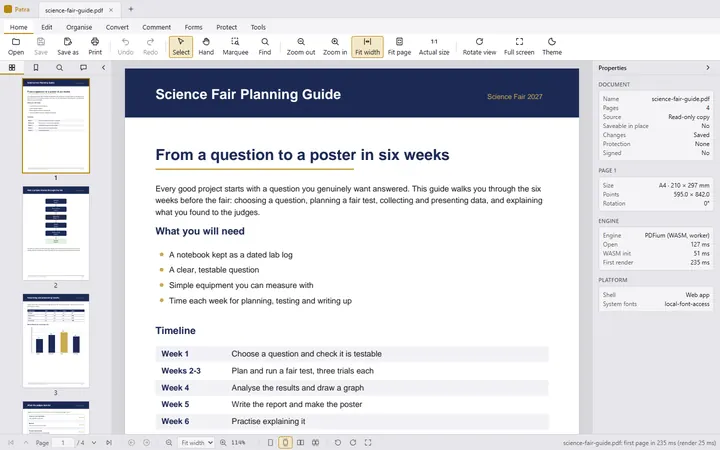 Patra
science-fair-guide.pdf
Home Edit Organise Convert Comment Forms Protect Tools
Open Save Save as Print Undo Redo Select Hand Marquee Find Zoom out Zoom in Fit width Fit page 1:1 Actual size Rotate view Full screen Theme
1
2
3
Science Fair Planning Guide
Science Fair 2027
From a question to a poster in six weeks
Every good project starts with a question you genuinely want answered. This guide walks you through the six
weeks before the fair: choosing a question, planning a fair test, collecting and presenting data, and explaining
what you found to the judges.
What you will need
A notebook kept as a dated lab log
A clear, testable question
Simple equipment you can measure with
Time each week for planning, testing and writing up
Timeline
Week 1 Choose a question and check it is testable
Weeks 2-3 Plan and run a fair test, three trials each
Week 4 Analyse the results and draw a graph
Week 5 Write the report and make the poster
Week 6 Practise explaining it
Properties
DOCUMENT
Name science-fair-guide.pdf
Pages 4
Source Read-only copy
Saveable in place No
Changes Saved
Protection None
Signed No
PAGE 1
Size A4 · 210 × 297 mm
Points 595.0 × 842.0
Rotation 0°
ENGINE
Engine PDFium (WASM, worker)
Open 127 ms
WASM init 51 ms
First render 235 ms
PLATFORM
Shell Web app
System fonts local-font-access
Page 1 / 4 Fit width 114% science-fair-guide.pdf: first page in 235 ms (render 25 ms)